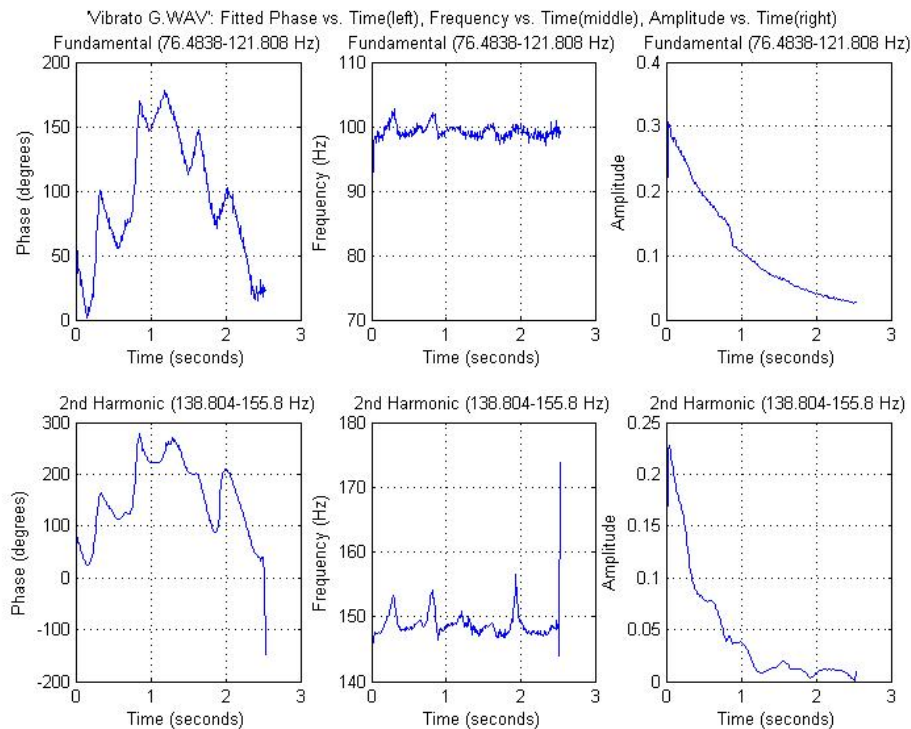 'Vibrato G.WAV': Fitted Phase vs. Time(left), Frequency vs. Time(middle), Amplitude vs. Time(right)
Fundamental (76.4838-121.808 Hz)
200
150
100
50
0
Phase (degrees)
0 1 2 3
Time (seconds)
Fundamental (76.4838-121.808 Hz)
110
100
90
80
70
Frequency (Hz)
0 1 2 3
Time (seconds)
Fundamental (76.4838-121.808 Hz)
0.4
0.3
0.2
0.1
0
Amplitude
0 1 2 3
Time (seconds)
2nd Harmonic (138.804-155.8 Hz)
300
200
100
0
-100
-200
Phase (degrees)
0 1 2 3
Time (seconds)
2nd Harmonic (138.804-155.8 Hz)
180
170
160
150
140
Frequency (Hz)
0 1 2 3
Time (seconds)
2nd Harmonic (138.804-155.8 Hz)
0.25
0.2
0.15
0.1
0.05
0
Amplitude
0 1 2 3
Time (seconds)